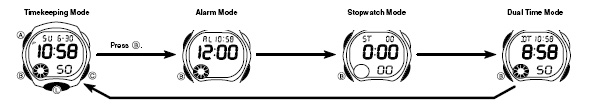 Timekeeping Mode
Alarm Mode
Stopwatch Mode
Dual Time Mode
A
SU 6-30
10:58
50
B
C
L
Press B.
AL 10:58
12:00
B
ST 00
0:00
00
B
DT 10:58
8:58
50
B